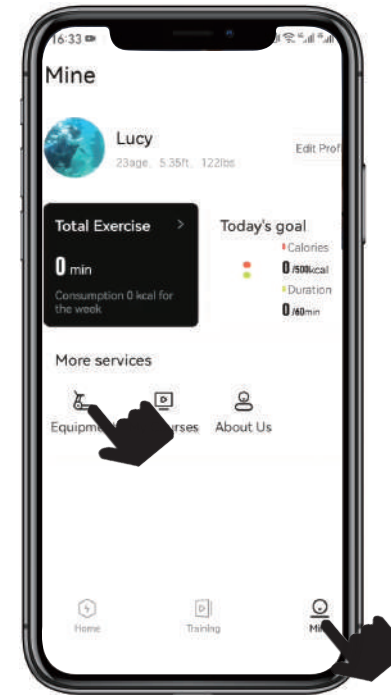 16:33
Mine
Lucy
23age, 5.35ft, 122lbs
Edit Prof
Total Exercise >
0 min
Consumption 0 kcal for
the week
Today's goal
Calories
0/500kcal
Duration
0/60min
More services
Equipme urses About Us
Home Training Mi